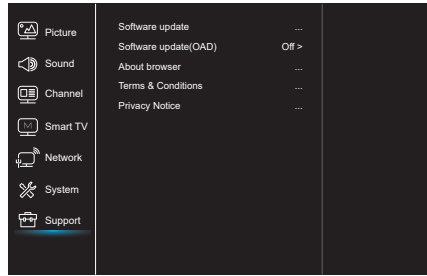 Picture
Sound
Channel
M
Smart TV
Network
System
Support
Software update ...
Software update(OAD) Off >
About browser ...
Terms & Conditions ...
Privacy Notice ...